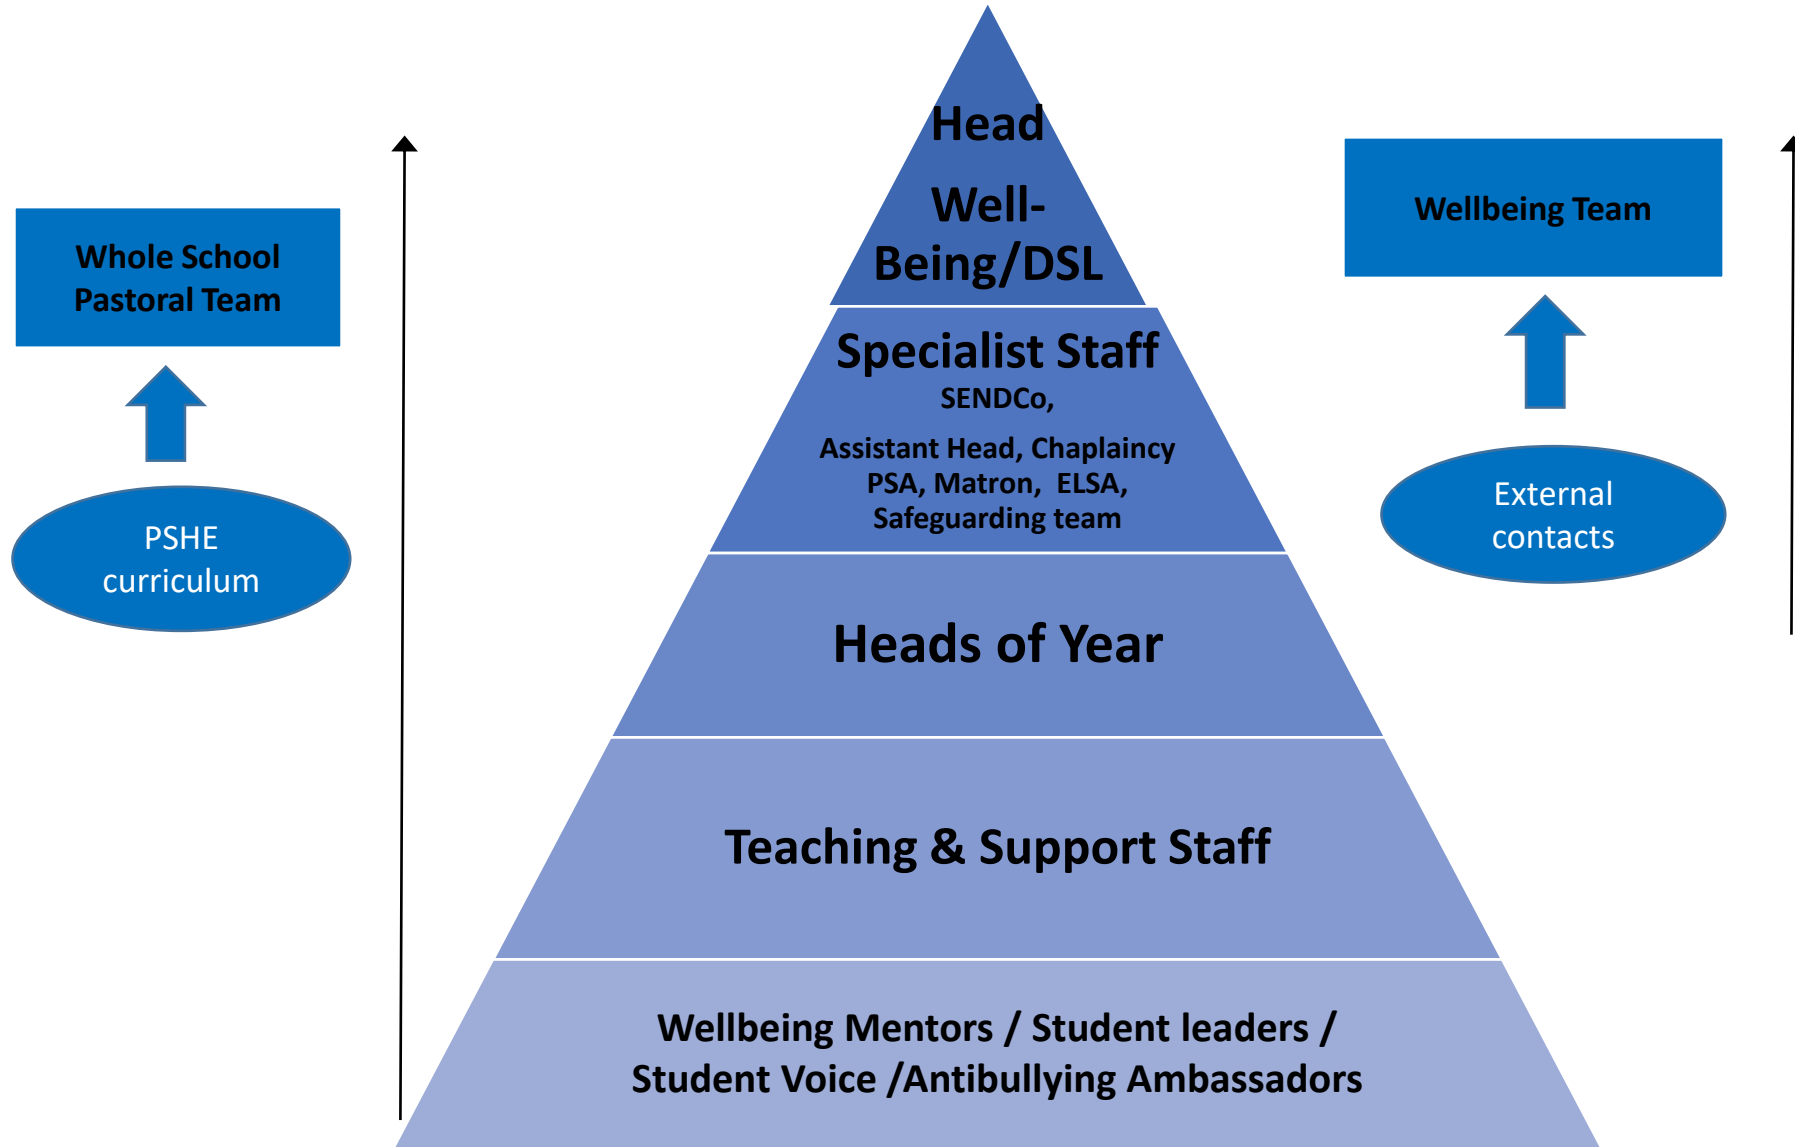 Head
Well-
Being/DSL
Whole School
Pastoral Team
PSHE
curriculum
Specialist Staff
SENDCo,
Assistant Head, Chaplaincy
PSA, Matron, ELSA,
Safeguarding team
Heads of Year
Teaching & Support Staff
Wellbeing Mentors / Student leaders /
Student Voice /Antibullying Ambassadors
Wellbeing Team
External
contacts